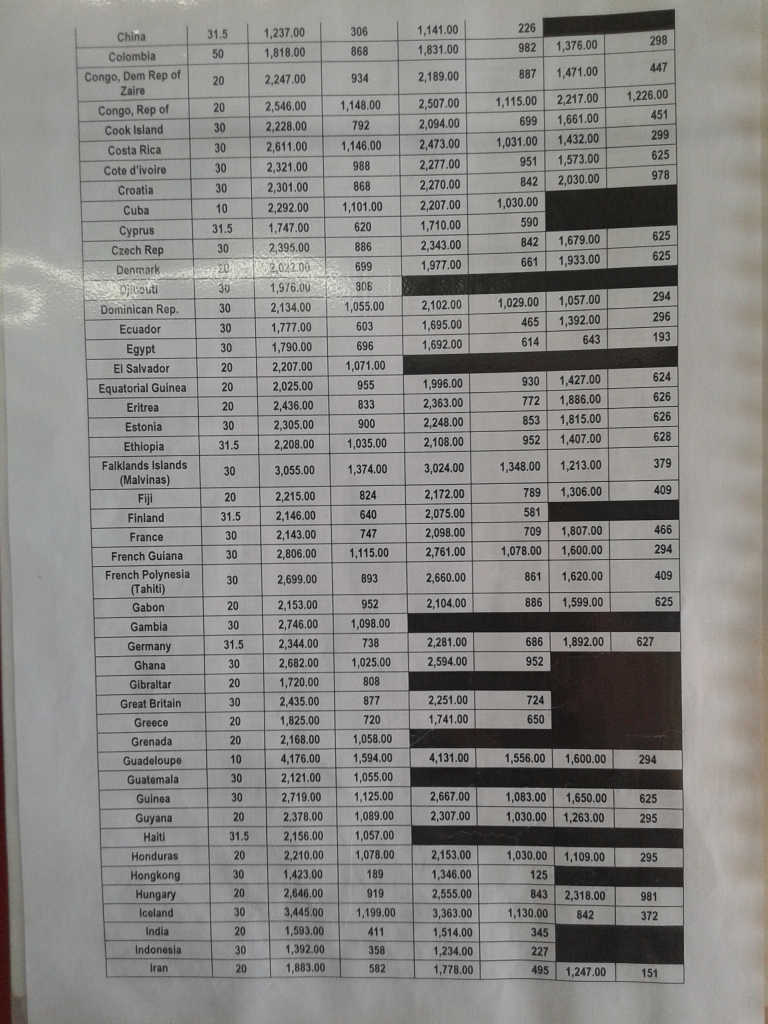 China 31.5 1,237.00 306 1,141.00 226
Colombia 50 1,818.00 868 1,831.00 982 1,376.00 298
Congo, Dem Rep of
Zaire 20 2,247.00 934 2,189.00 887 1,471.00 447
Congo, Rep of 20 2,546.00 1,148.00 2,507.00 1,115.00 2,217.00 1,226.00
Cook Island 30 2,228.00 792 2,094.00 699 1,661.00 451
Costa Rica 30 2,611.00 1,146.00 2,473.00 1,031.00 1,432.00 299
Cote d'ivoire 30 2,321.00 988 2,277.00 951 1,573.00 625
Croatia 30 2,301.00 868 2,270.00 842 2,030.00 978
Cuba 10 2,292.00 1,101.00 2,207.00 1,030.00
Cyprus 31.5 1,747.00 620 1,710.00 590
Czech Rep 30 2,395.00 886 2,343.00 842 1,679.00 625
Denmark 20 2,022.00 699 1,977.00 661 1,933.00 625
Djibouti 30 1,976.00 808
Dominican Rep. 30 2,134.00 1,055.00 2,102.00 1,029.00 1,057.00 294
Ecuador 30 1,777.00 603 1,695.00 465 1,392.00 296
Egypt 30 1,790.00 696 1,692.00 614 643 193
El Salvador 20 2,207.00 1,071.00
Equatorial Guinea 20 2,025.00 955 1,996.00 930 1,427.00 624
Eritrea 20 2,436.00 833 2,363.00 772 1,886.00 626
Estonia 30 2,305.00 900 2,248.00 853 1,815.00 626
Ethiopia 31.5 2,208.00 1,035.00 2,108.00 952 1,407.00 628
Falklands Islands
(Malvinas) 30 3,055.00 1,374.00 3,024.00 1,348.00 1,213.00 379
Fiji 20 2,215.00 824 2,172.00 789 1,306.00 409
Finland 31.5 2,146.00 640 2,075.00 581
France 30 2,143.00 747 2,098.00 709 1,807.00 466
French Guiana 30 2,806.00 1,115.00 2,761.00 1,078.00 1,600.00 294
French Polynesia
(Tahiti) 30 2,699.00 893 2,660.00 861 1,620.00 409
Gabon 20 2,153.00 952 2,104.00 886 1,599.00 625
Gambia 30 2,746.00 1,098.00
Germany 31.5 2,344.00 738 2,281.00 686 1,892.00 627
Ghana 30 2,682.00 1,025.00 2,594.00 952
Gibraltar 20 1,720.00 808
Great Britain 30 2,435.00 877 2,251.00 724
Greece 20 1,825.00 720 1,741.00 650
Grenada 20 2,168.00 1,058.00
Guadeloupe 10 4,176.00 1,594.00 4,131.00 1,556.00 1,600.00 294
Guatemala 30 2,121.00 1,055.00
Guinea 30 2,719.00 1,125.00 2,667.00 1,083.00 1,650.00 625
Guyana 20 2,378.00 1,089.00 2,307.00 1,030.00 1,263.00 295
Haiti 31.5 2,156.00 1,057.00
Honduras 20 2,210.00 1,078.00 2,153.00 1,030.00 1,109.00 295
Hongkong 30 1,423.00 189 1,346.00 125
Hungary 20 2,646.00 919 2,555.00 843 2,318.00 981
Iceland 30 3,445.00 1,199.00 3,363.00 1,130.00 842 372
India 20 1,593.00 411 1,514.00 345
Indonesia 30 1,392.00 358 1,234.00 227
Iran 20 1,883.00 582 1,778.00 495 1,247.00 151